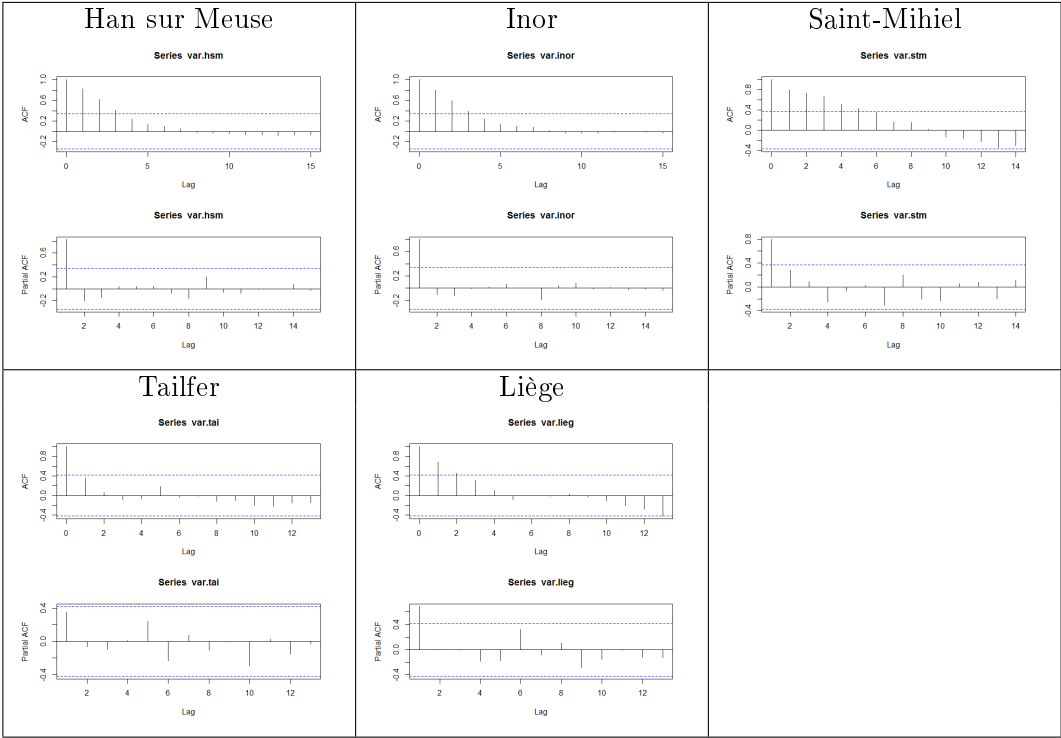 Han sur Meuse
Series var.hsm
ACF
-0.2 0.2 0.6 1.0
0 5 10 15
Lag
Series var.hsm
Partial ACF
-0.2 0.2 0.6
2 4 6 8 10 12 14
Lag
Inor
Series var.inor
ACF
-0.2 0.2 0.6 1.0
0 5 10 15
Lag
Series var.inor
Partial ACF
-0.2 0.2 0.6
2 4 6 8 10 12 14
Lag
Saint-Mihiel
Series var.stm
ACF
-0.4 0.0 0.4 0.8
0 2 4 6 8 10 12 14
Lag
Series var.stm
Partial ACF
-0.4 0.0 0.4 0.8
2 4 6 8 10 12 14
Lag
Tailfer
Series var.tai
ACF
-0.4 0.0 0.4 0.8
0 2 4 6 8 10 12
Lag
Series var.tai
Partial ACF
-0.4 0.0 0.4
2 4 6 8 10 12
Lag
Liège
Series var.lieg
ACF
-0.4 0.0 0.4 0.8
0 2 4 6 8 10 12
Lag
Series var.lieg
Partial ACF
-0.4 0.0 0.4
2 4 6 8 10 12
Lag